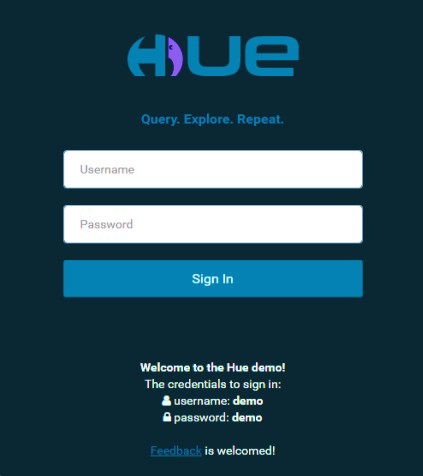 HUE
Query. Explore. Repeat.
Username
Password
Sign In
Welcome to the Hue demo!
The credentials to sign in:
username: demo
password: demo
Feedback is welcomed!